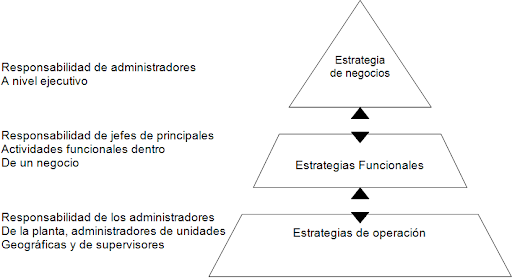 Estrategia
de negocios
Responsabilidad de administradores
A nivel ejecutivo
Responsabilidad de jefes de principales
Actividades funcionales dentro
De un negocio
Estrategias Funcionales
Responsabilidad de los administradores
De la planta, administradores de unidades
Geográficas y de supervisores
Estrategias de operación